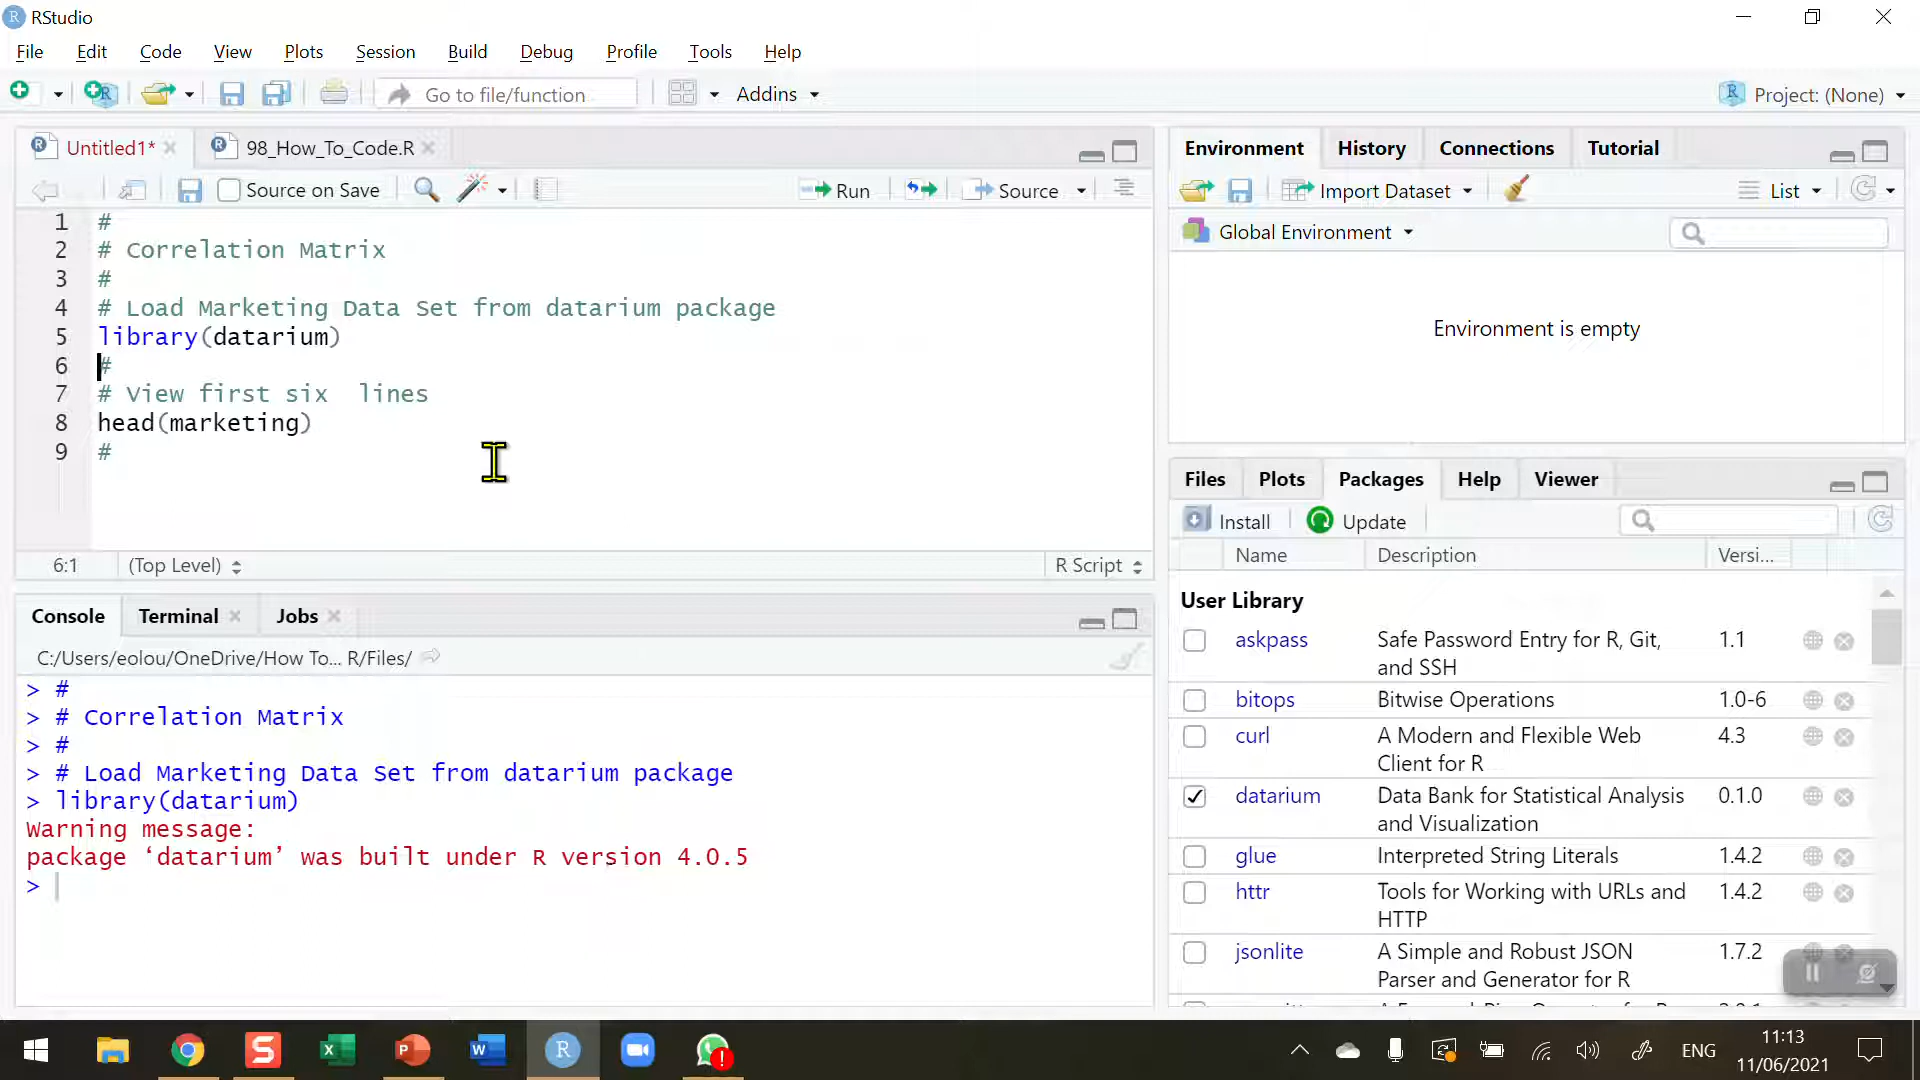 RStudio
File Edit Code View Plots Session Build Debug Profile Tools Help
Go to file/function Addins Project: (None)
Untitled1* 98_How_To_Code.R
Source on Save Run Source
1 #
2 # Correlation Matrix
3 #
4 # Load Marketing Data Set from datarium package
5 library(datarium)
6 #
7 # View first six  lines
8 head(marketing)
9 #
6:1 (Top Level) R Script
Console Terminal Jobs
C:/Users/eolou/OneDrive/How To... R/Files/
> #
> # Correlation Matrix
> #
> # Load Marketing Data Set from datarium package
> library(datarium)
Warning message:
package ‘datarium’ was built under R version 4.0.5
>
Environment History Connections Tutorial
Import Dataset List
Global Environment
Environment is empty
Files Plots Packages Help Viewer
Install Update
Name Description Versi...
User Library
askpass Safe Password Entry for R, Git, 1.1
and SSH
bitops Bitwise Operations 1.0-6
curl A Modern and Flexible Web 4.3
Client for R
datarium Data Bank for Statistical Analysis 0.1.0
and Visualization
glue Interpreted String Literals 1.4.2
httr Tools for Working with URLs and 1.4.2
HTTP
jsonlite A Simple and Robust JSON 1.7.2
Parser and Generator for R
ENG
11:13
11/06/2021